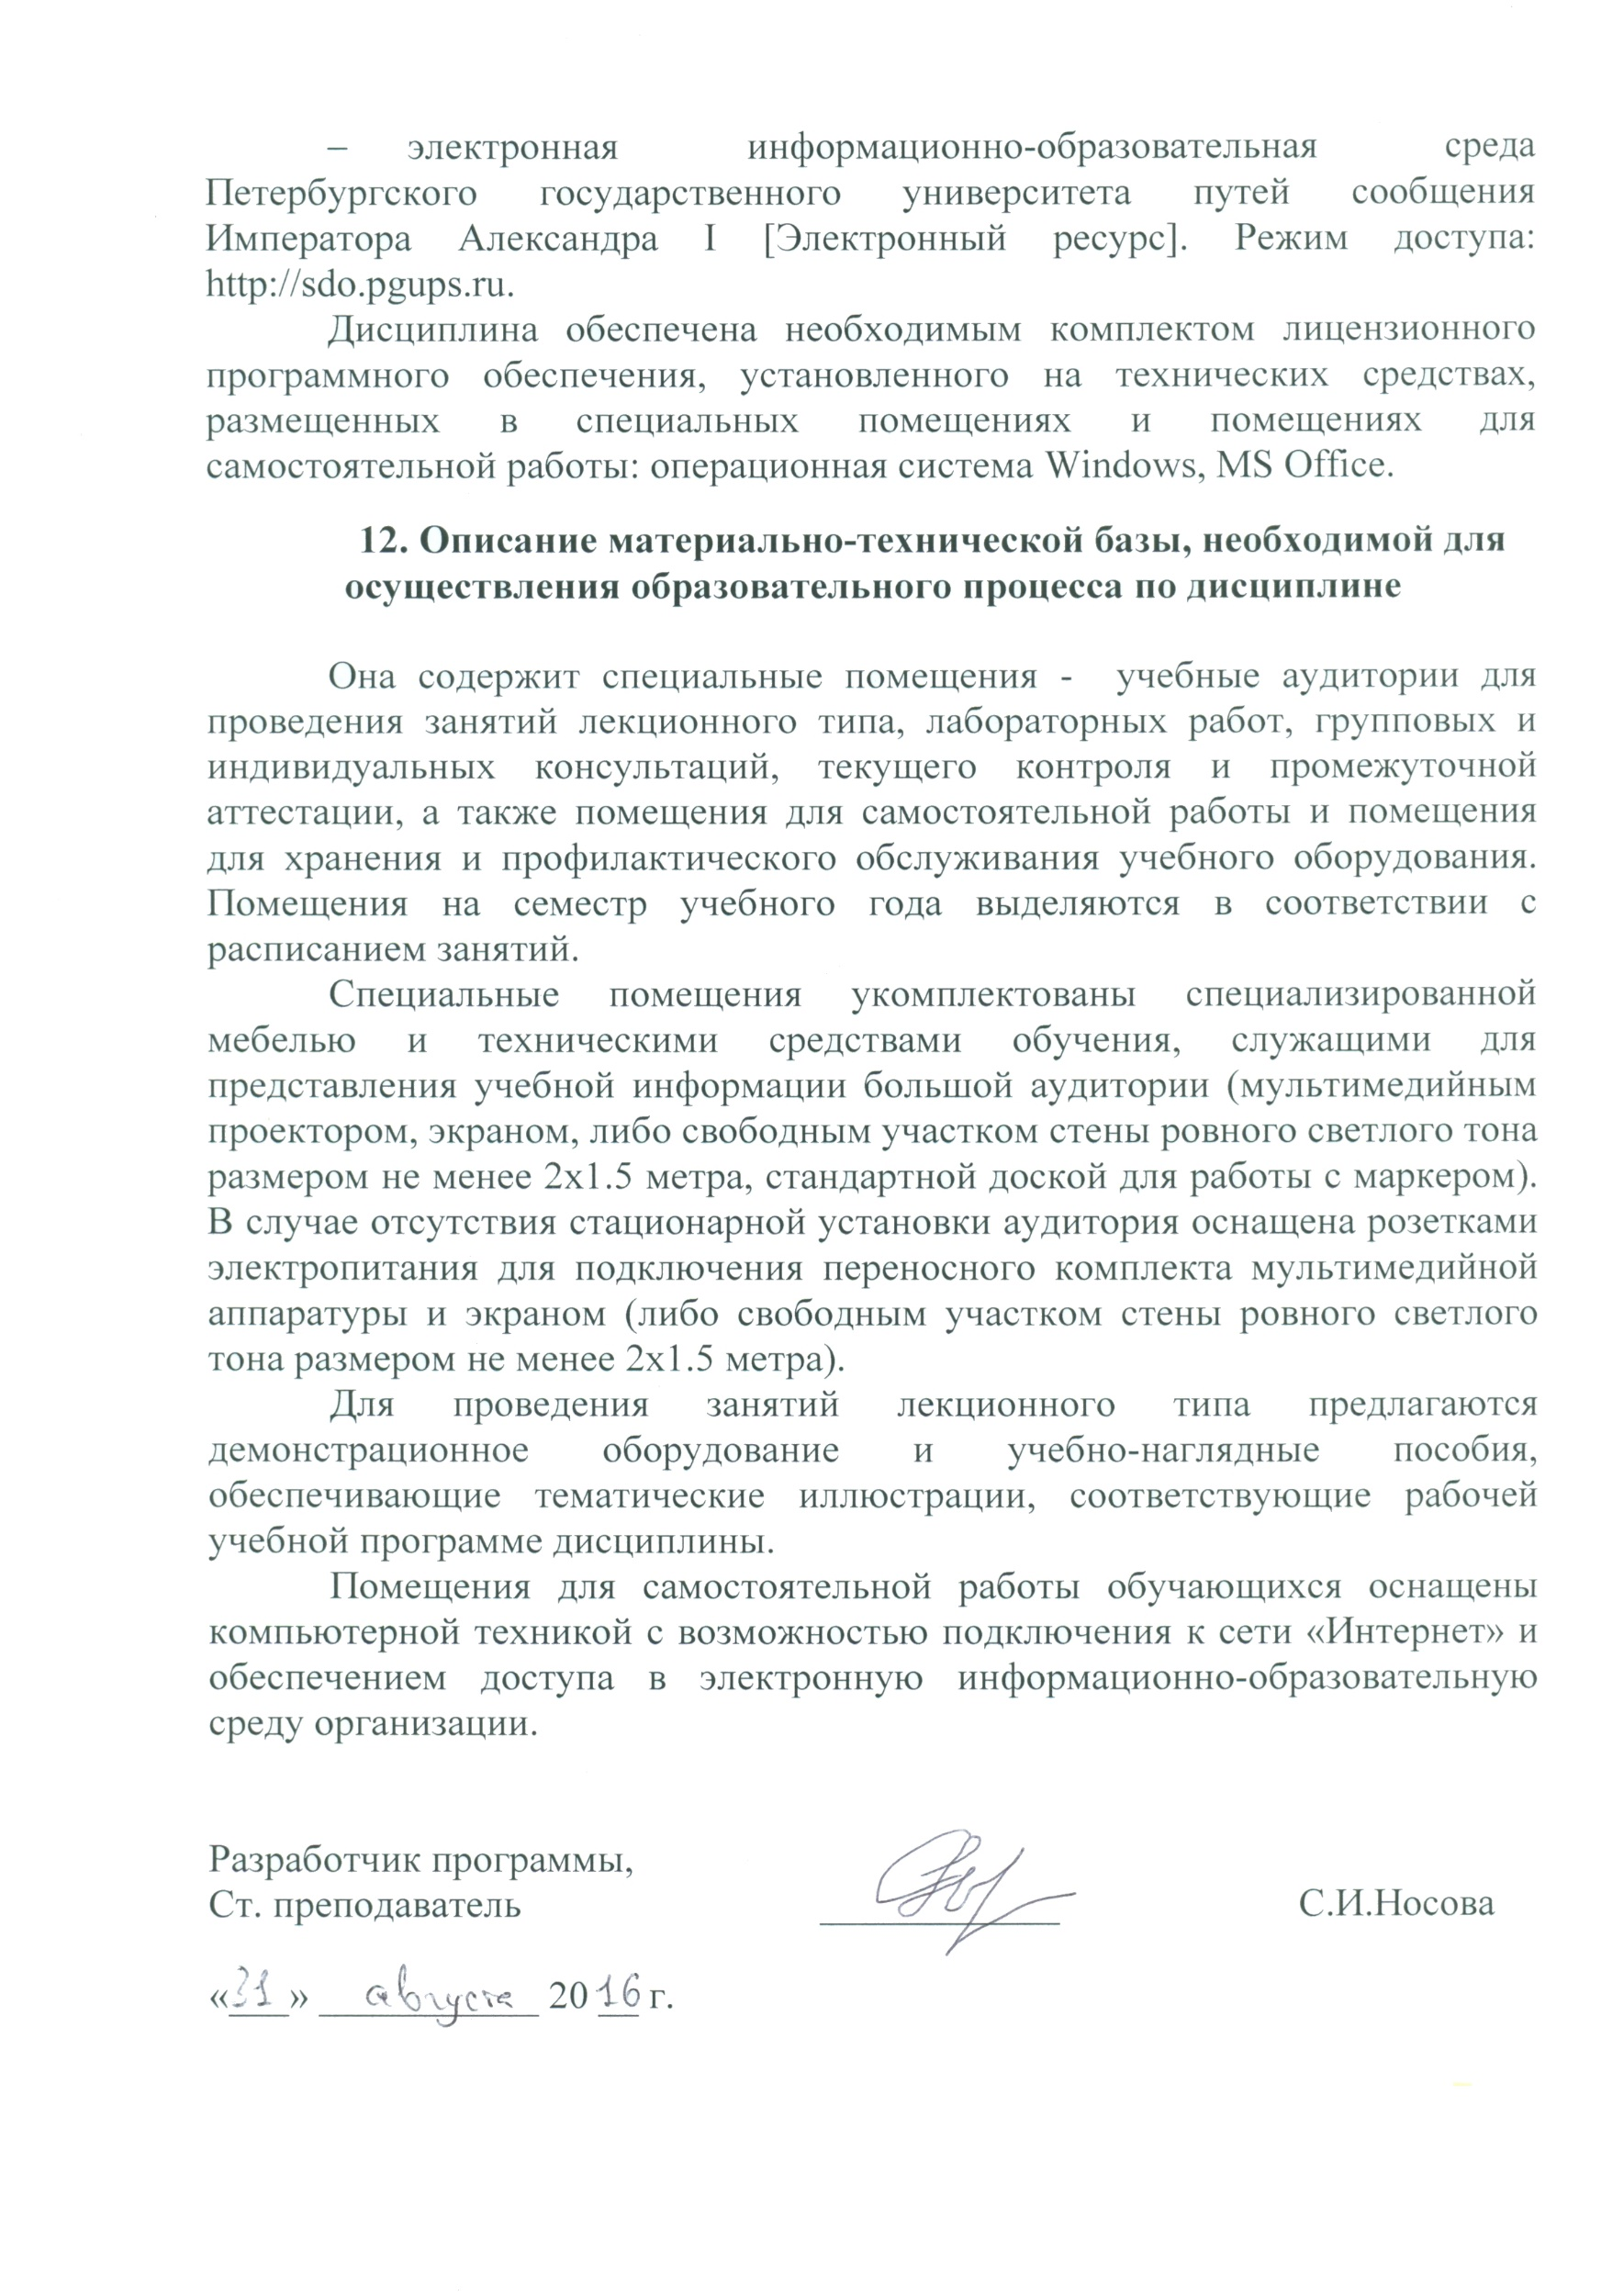 – электронная информационно-образовательная среда
Петербургского государственного университета путей сообщения
Императора Александра I [Электронный ресурс]. Режим доступа:
http://sdo.pgups.ru.
Дисциплина обеспечена необходимым комплектом лицензионного
программного обеспечения, установленного на технических средствах,
размещенных в специальных помещениях и помещениях для
самостоятельной работы: операционная система Windows, MS Office.
12. Описание материально-технической базы, необходимой для
осуществления образовательного процесса по дисциплине
Она содержит специальные помещения - учебные аудитории для
проведения занятий лекционного типа, лабораторных работ, групповых и
индивидуальных консультаций, текущего контроля и промежуточной
аттестации, а также помещения для самостоятельной работы и помещения
для хранения и профилактического обслуживания учебного оборудования.
Помещения на семестр учебного года выделяются в соответствии с
расписанием занятий.
Специальные помещения укомплектованы специализированной
мебелью и техническими средствами обучения, служащими для
представления учебной информации большой аудитории (мультимедийным
проектором, экраном, либо свободным участком стены ровного светлого тона
размером не менее 2х1.5 метра, стандартной доской для работы с маркером).
В случае отсутствия стационарной установки аудитория оснащена розетками
электропитания для подключения переносного комплекта мультимедийной
аппаратуры и экраном (либо свободным участком стены ровного светлого
тона размером не менее 2х1.5 метра).
Для проведения занятий лекционного типа предлагаются
демонстрационное оборудование и учебно-наглядные пособия,
обеспечивающие тематические иллюстрации, соответствующие рабочей
учебной программе дисциплины.
Помещения для самостоятельной работы обучающихся оснащены
компьютерной техникой с возможностью подключения к сети «Интернет» и
обеспечением доступа в электронную информационно-образовательную
среду организации.
Разработчик программы,
Ст. преподаватель С.И.Носова
«31» августа 2016 г.